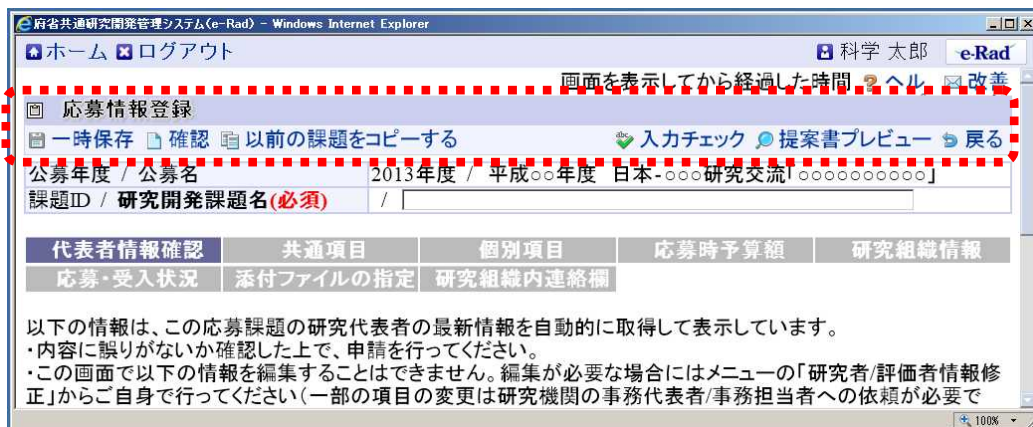 府省共通研究開発管理システム(e-Rad) - Windows Internet Explorer
ホーム ログアウト 科学 太郎 e-Rad
画面を表示してから経過した時間 ヘル 改善
応募情報登録
一時保存 確認 以前の課題をコピーする 入力チェック 提案書プレビュー 戻る
公募年度 / 公募名 2013年度 / 平成○○年度 日本-○○○研究交流「○○○○○○○○○○」
課題ID / 研究開発課題名(必須) /
代表者情報確認 共通項目 個別項目 応募時予算額 研究組織情報
応募・受入状況 添付ファイルの指定 研究組織内連絡欄
以下の情報は、この応募課題の研究代表者の最新情報を自動的に取得して表示しています。
・内容に誤りがないか確認した上で、申請を行ってください。
・この画面で以下の情報を編集することはできません。編集が必要な場合にはメニューの「研究者/評価者情報修
正」からご自身で行ってください(一部の項目の変更は研究機関の事務代表者/事務担当者への依頼が必要で
100%